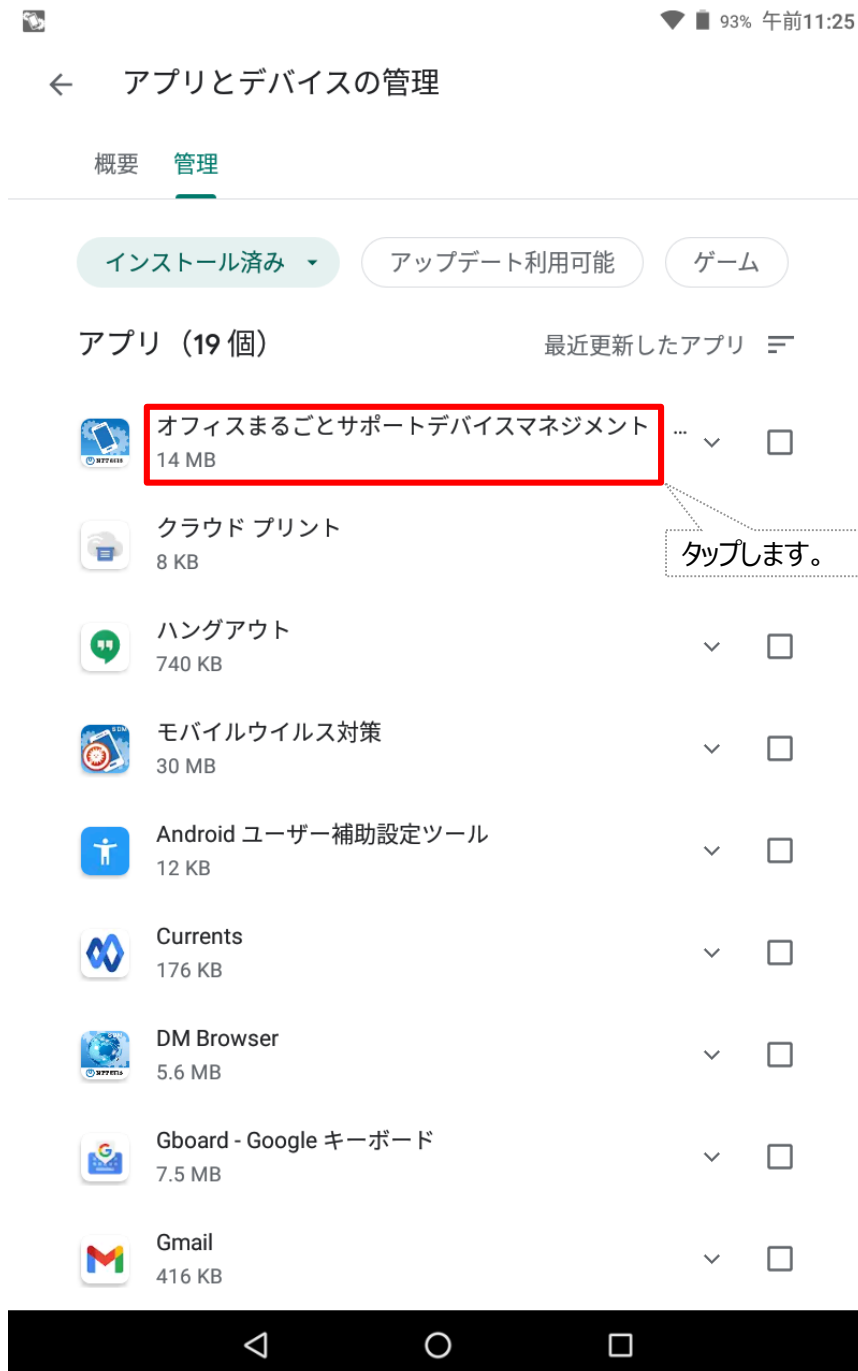 93% 午前11:25
アプリとデバイスの管理
概要 管理
インストール済み アップデート利用可能 ゲーム
アプリ（19 個） 最近更新したアプリ
オフィスまるごとサポートデバイスマネジメント ...
14 MB
クラウド プリント
8 KB
タップします。
ハングアウト
740 KB
モバイルウイルス対策
30 MB
Android ユーザー補助設定ツール
12 KB
Currents
176 KB
DM Browser
5.6 MB
Gboard - Google キーボード
7.5 MB
Gmail
416 KB